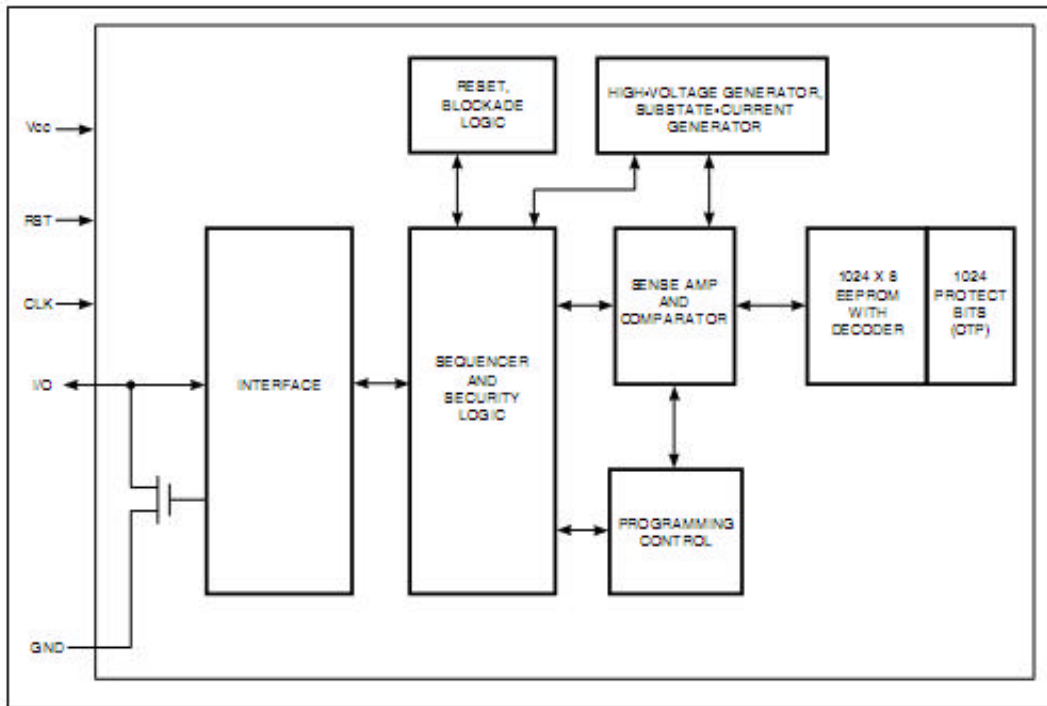 RESET,
BLOCKADE
LOGIC
HIGH-VOLTAGE GENERATOR,
SUBSTATE-CURRENT
GENERATOR
Vcc
RST
CLK
I/O
GND
INTERFACE
SEQUENCER
AND
SECURITY
LOGIC
SENSE AMP
AND
COMPARATOR
1024 X 8
EEPROM
WITH
DECODER
1024
PROTECT
BITS
(OTP)
PROGRAMMING
CONTROL